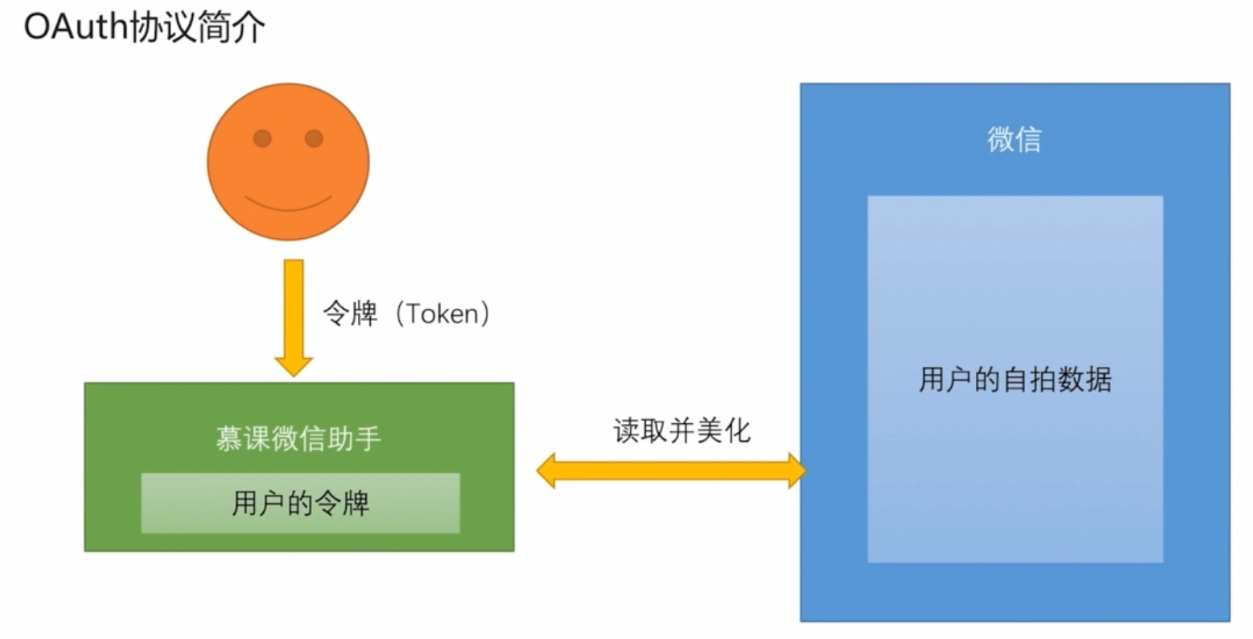 OAuth协议简介
微信
令牌（Token）
用户的自拍数据
慕课微信助手
读取并美化
用户的令牌